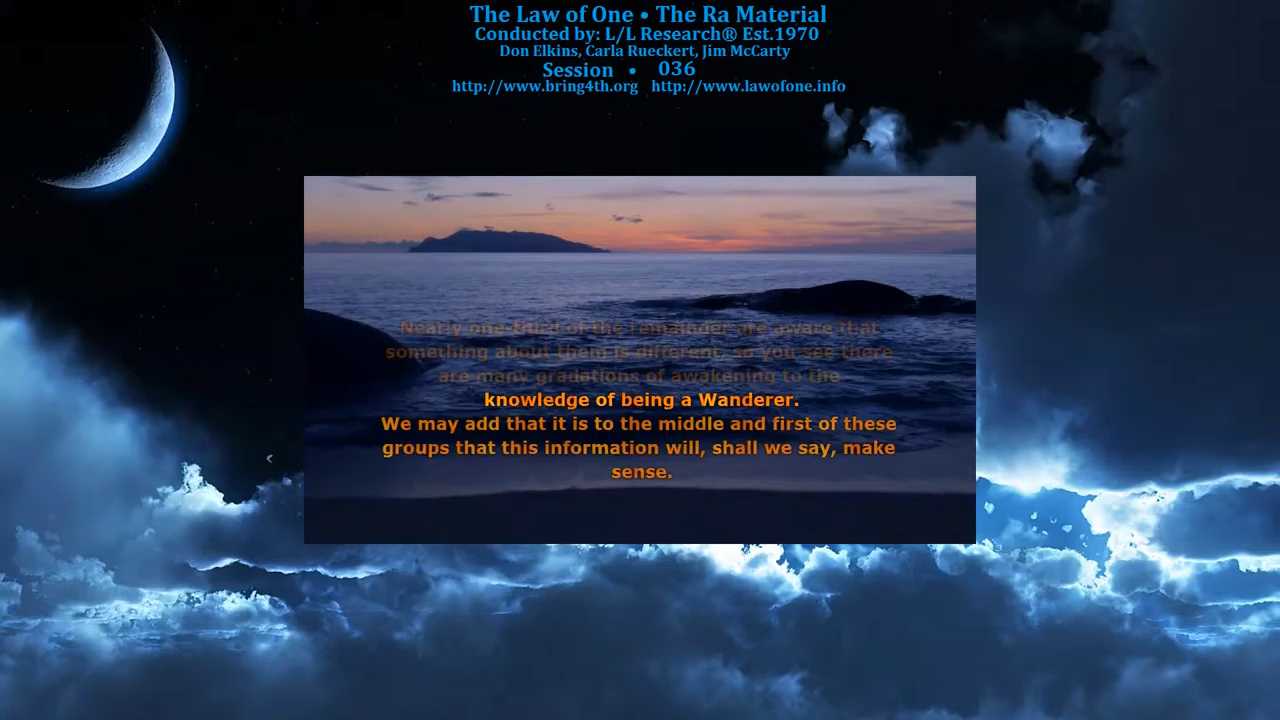 The Law of One • The Ra Material
Conducted by: L/L Research® Est.1970
Don Elkins, Carla Rueckert, Jim McCarty
Session • 036
http://www.bring4th.org http://www.lawofone.info
Nearly one-third of the remainder are aware that
something about them is different, so you see there
are many gradations of awakening to the
knowledge of being a Wanderer.
We may add that it is to the middle and first of these
groups that this information will, shall we say, make
sense.